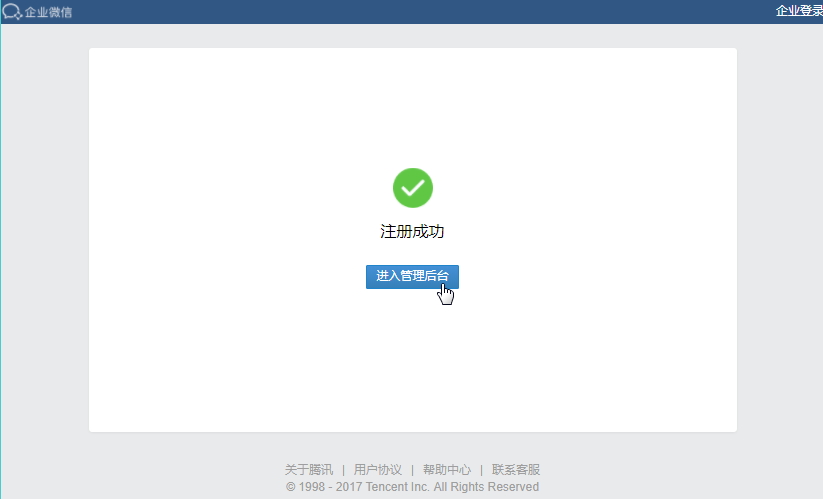 企业微信
企业登录
注册成功
进入管理后台
关于腾讯 | 用户协议 | 帮助中心 | 联系客服
© 1998 - 2017 Tencent Inc. All Rights Reserved